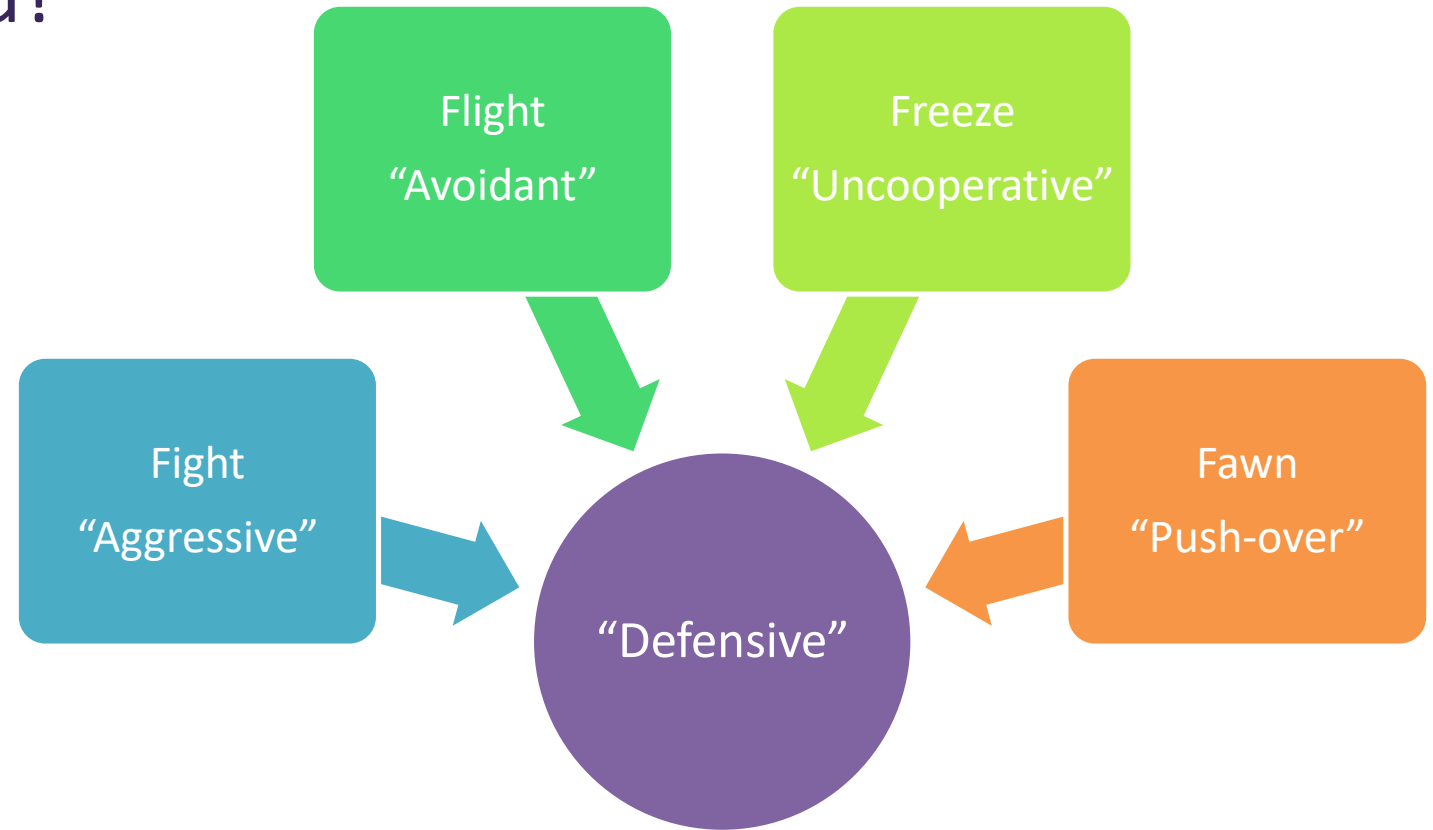 Flight
“Avoidant”
Freeze
“Uncooperative”
Fight
“Aggressive”
Fawn
“Push-over”
“Defensive”